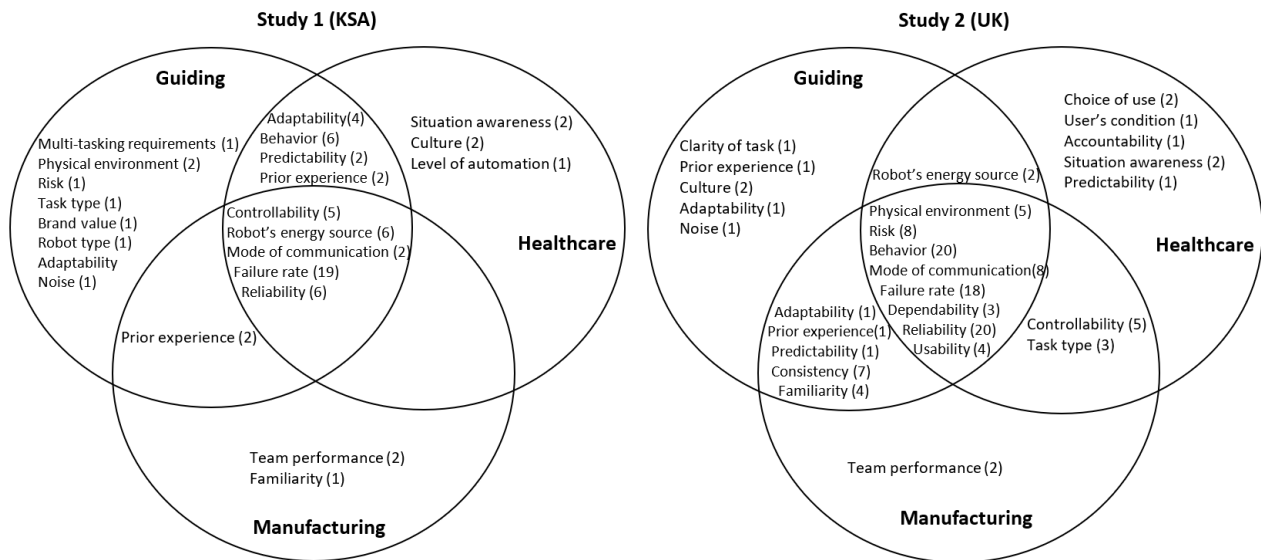 Study 1 (KSA)
Guiding
Multi-tasking requirements (1)
Physical environment (2)
Risk (1)
Task type (1)
Brand value (1)
Robot type (1)
Adaptability
Noise (1)
Adaptability(4)
Behavior (6)
Predictability (2)
Prior experience (2)
Situation awareness (2)
Culture (2)
Level of automation (1)
Healthcare
Controllability (5)
Robot's energy source (6)
Mode of communication (2)
Failure rate (19)
Reliability (6)
Prior experience (2)
Team performance (2)
Familiarity (1)
Manufacturing
Study 2 (UK)
Guiding
Clarity of task (1)
Prior experience (1)
Culture (2)
Adaptability (1)
Noise (1)
Robot's energy source (2)
Choice of use (2)
User's condition (1)
Accountability (1)
Situation awareness (2)
Predictability (1)
Healthcare
Physical environment (5)
Risk (8)
Behavior (20)
Mode of communication(8)
Failure rate (18)
Dependability (3)
Reliability (20)
Usability (4)
Adaptability (1)
Prior experience(1)
Predictability (1)
Consistency (7)
Familiarity (4)
Controllability (5)
Task type (3)
Team performance (2)
Manufacturing